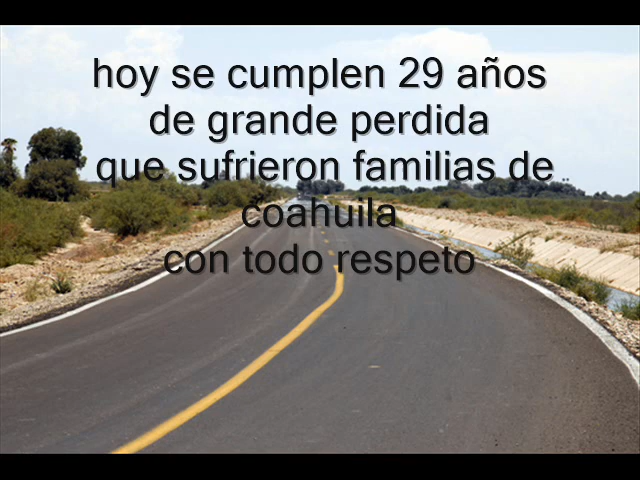 hoy se cumplen 29 años
de grande perdida
que sufrieron familias de
coahuila
con todo respeto